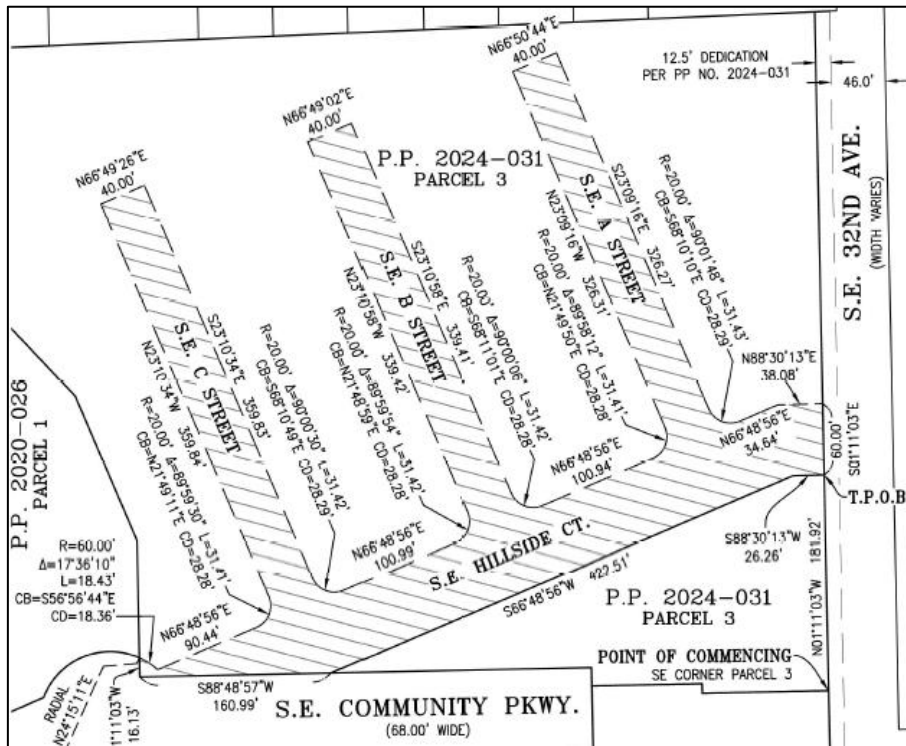 N66°50'44"E
40.00'
12.5' DEDICATION
PER PP NO. 2024-031
46.0'
N66°49'02"E
40.00'
N66°49'26"E
40.00'
P.P. 2024-031
PARCEL 3
S.E. 32ND AVE.
(WIDTH VARIES)
S.E. C STREET
N23°10'34"W 359.84'
S23°10'34"E 359.83'
R=20.00' Δ=89°59'30" L=31.41'
CB=N21°49'11"E CD=28.28'
R=20.00' Δ=90°00'30" L=31.42'
CB=S68°10'49"E CD=28.29'
S.E. B STREET
N23°10'58"W 339.42'
S23°10'58"E 339.41'
R=20.00' Δ=89°59'54" L=31.42'
CB=N21°48'59"E CD=28.28'
R=20.00' Δ=90°00'06" L=31.42'
CB=S68°11'01"E CD=28.28'
S.E. A STREET
N23°09'16"W 326.31'
S23°09'16"E 326.27'
R=20.00' Δ=89°58'12" L=31.41'
CB=N21°49'50"E CD=28.28'
R=20.00' Δ=90°01'48" L=31.43'
CB=S68°10'10"E CD=28.29'
N88°30'13"E
38.08'
N66°48'56"E
34.64'
60.00'
S01°11'03"E
T.P.O.B
P.P. 2020-026
PARCEL 1
N66°48'56"E
100.94'
N66°48'56"E
100.99'
N66°48'56"E
90.44'
S.E. HILLSIDE CT.
S66°48'56"W 422.51'
S88°30'13"W
26.26'
N01°11'03"W 181.92'
R=60.00'
Δ=17°36'10"
L=18.43'
CB=S56°56'44"E
CD=18.36'
P.P. 2024-031
PARCEL 3
POINT OF COMMENCING
SE CORNER PARCEL 3
RADIAL
N24°15'11"E
1°11'03"W
16.13'
S88°48'57"W
160.99'
S.E. COMMUNITY PKWY.
(68.00' WIDE)